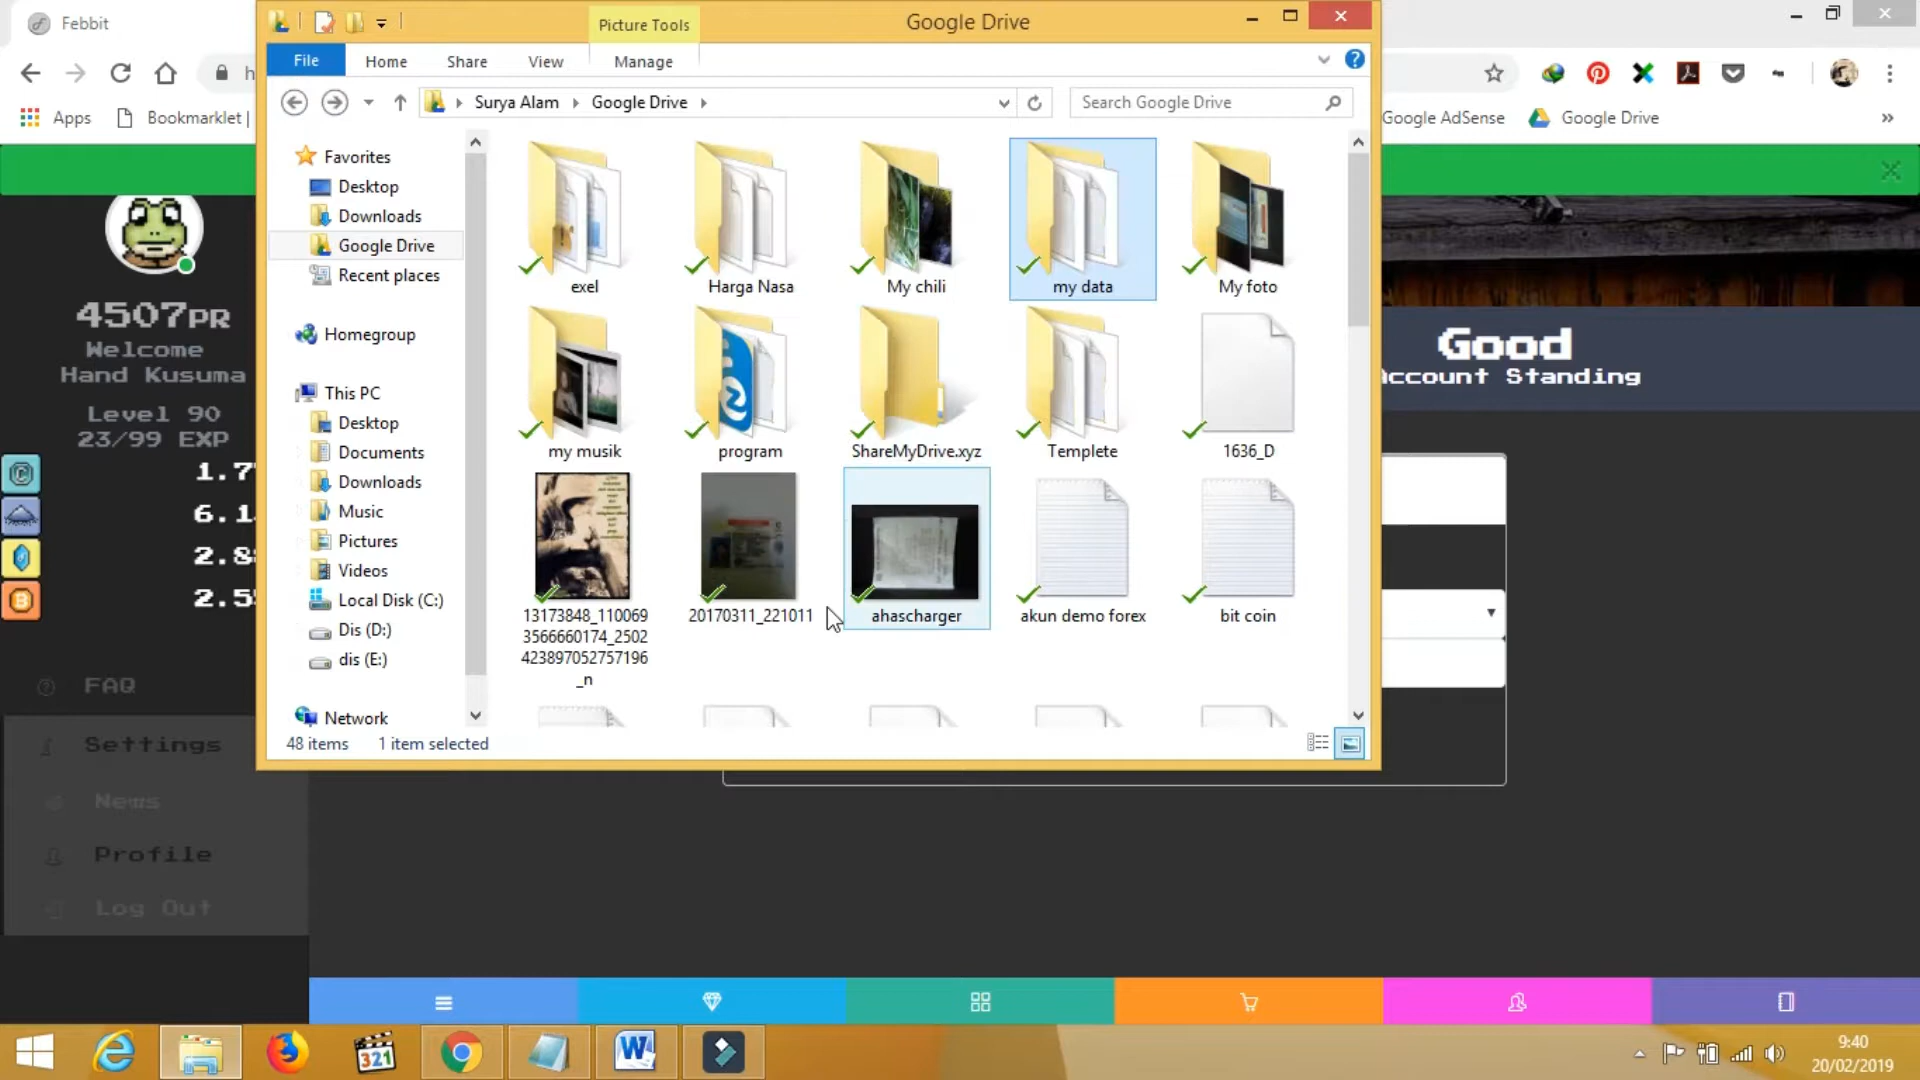 Febbit
Picture Tools
Google Drive
File
Home
Share
View
Manage
h
Surya Alam
Google Drive
Search Google Drive
Apps
Bookmarklet |
Google AdSense
Google Drive
»
Favorites
Desktop
Downloads
Google Drive
Recent places
Homegroup
This PC
Desktop
Documents
Downloads
Music
Pictures
Videos
Local Disk (C:)
Dis (D:)
dis (E:)
Network
exel
Harga Nasa
My chili
my data
My foto
my musik
program
ShareMyDrive.xyz
Templete
1636_D
13173848_110069
3566660174_2502
423897052757196
_n
20170311_221011
ahascharger
akun demo forex
bit coin
48 items
1 item selected
4507PR
Welcome
Hand Kusuma
Level 90
23/99 EXP
1.7
6.1
2.8
2.5
FAQ
Settings
News
Profile
Log Out
Good
Account Standing
321
9:40
20/02/2019